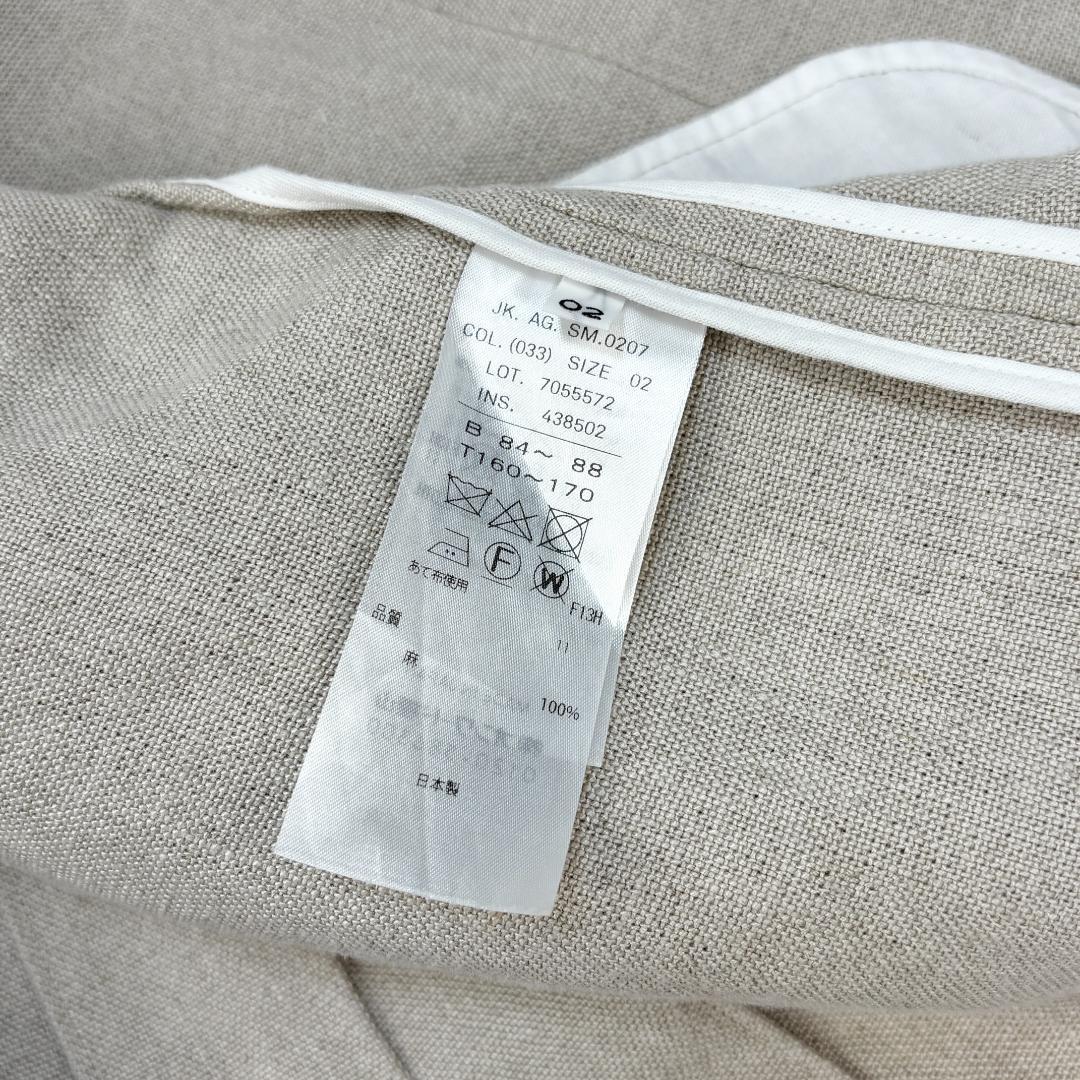 02
JK. AG. SM.0207
COL. (033) SIZE 02
LOT. 7055572
INS. 438502
B 84～ 88
T160～170
F W
あて布使用
F13H
品質
11
麻 100%
日本製